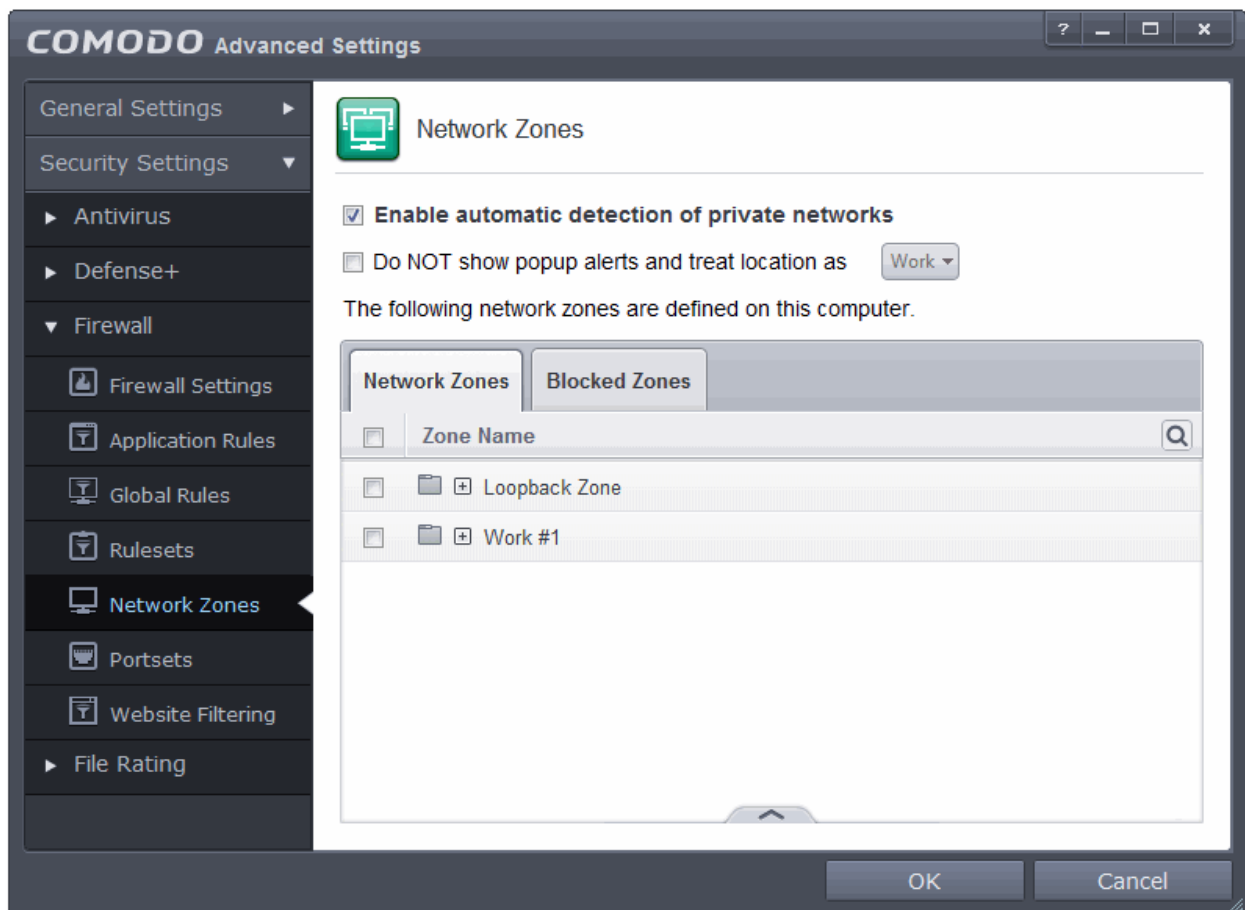 COMODO Advanced Settings
?
General Settings
Security Settings
Antivirus
Defense+
Firewall
Firewall Settings
Application Rules
Global Rules
Rulesets
Network Zones
Portsets
Website Filtering
File Rating
Network Zones
Enable automatic detection of private networks
Do NOT show popup alerts and treat location as Work
The following network zones are defined on this computer.
Network Zones Blocked Zones
Zone Name
Loopback Zone
Work #1
OK Cancel